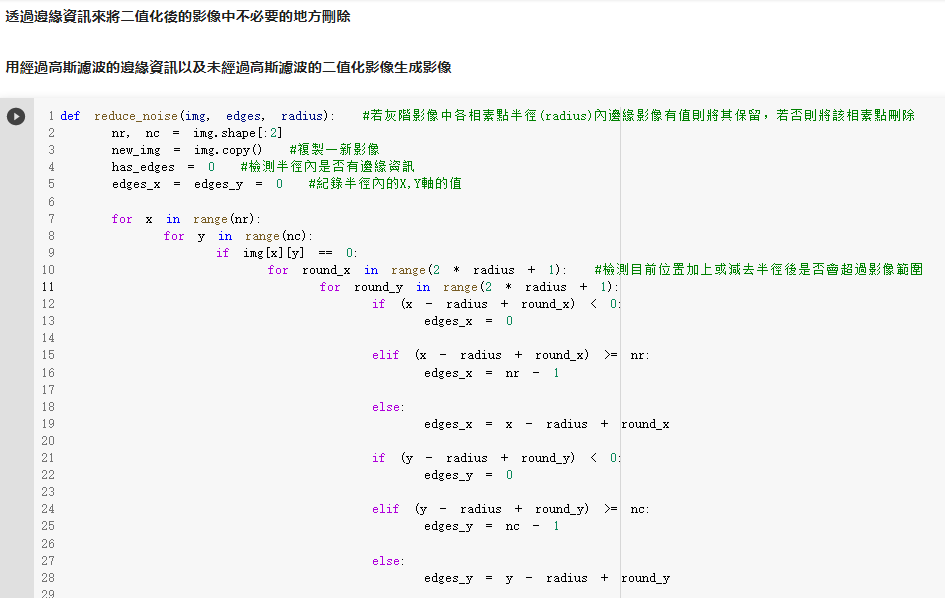 透過邊緣資訊來將二值化後的影像中不必要的地方刪除
用經過高斯濾波的邊緣資訊以及未經過高斯濾波的二值化影像生成影像
1 def reduce_noise(img, edges, radius): #若灰階影像中各相素點半徑(radius)內邊緣影像有值則將其保留，若否則將該相素點刪除
2 nr, nc = img.shape[:2]
3 new_img = img.copy() #複製一新影像
4 has_edges = 0 #檢測半徑內是否有邊緣資訊
5 edges_x = edges_y = 0 #紀錄半徑內的X,Y軸的值
6
7 for x in range(nr):
8 for y in range(nc):
9 if img[x][y] == 0:
10 for round_x in range(2 * radius + 1): #檢測目前位置加上或減去半徑後是否會超過影像範圍
11 for round_y in range(2 * radius + 1):
12 if (x - radius + round_x) < 0:
13 edges_x = 0
14
15 elif (x - radius + round_x) >= nr:
16 edges_x = nr - 1
17
18 else:
19 edges_x = x - radius + round_x
20
21 if (y - radius + round_y) < 0:
22 edges_y = 0
23
24 elif (y - radius + round_y) >= nc:
25 edges_y = nc - 1
26
27 else:
28 edges_y = y - radius + round_y
29